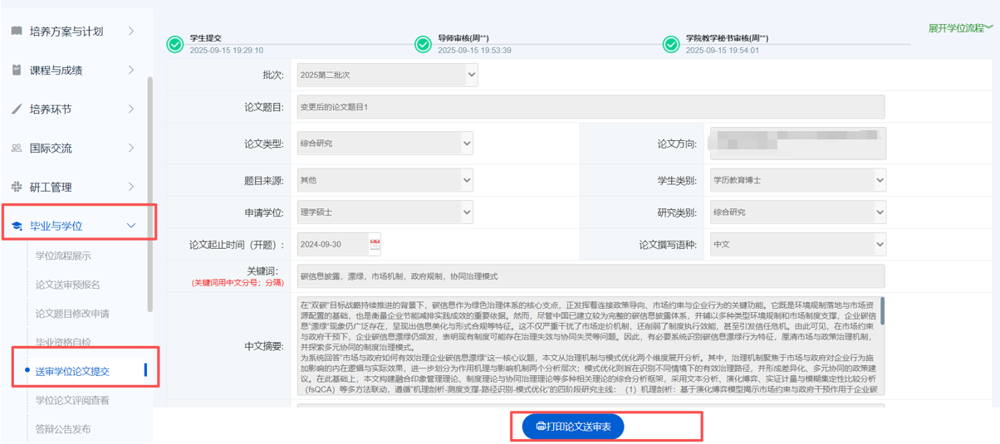 培养方案与计划
课程与成绩
培养环节
国际交流
研工管理
毕业与学位
学位流程展示
论文送审预报名
论文题目修改申请
毕业资格自检
送审学位论文提交
学位论文评阅查看
答辩公告发布
展开学位流程
学生提交
2025-09-15 19:29:10
导师审核(周**)
2025-09-15 19:53:39
学院教学秘书审核(周**)
2025-09-15 19:54:01
批次: 2025第二批次
论文题目: 变更后的论文题目1
论文类型: 综合研究 论文方向:
题目来源: 其他 学生类别: 学历教育博士
申请学位: 理学硕士 研究类别: 综合研究
论文起止时间（开题）: 2024-09-30 论文撰写语种: 中文
关键词: 碳信息披露，漂绿，市场机制，政府规制，协同治理模式
(关键词用中文分号；分隔)
中文摘要:
在“双碳”目标战略持续推进的背景下，碳信息作为绿色治理体系的核心支点，正发挥着连接政策导向、市场约束与企业行为的关键功能。它既是环境规制落地与市场资
源配置的基础，也是衡量企业节能减排实践成效的重要依据。然而，尽管中国已建立较为完整的碳信息披露体系，并辅以多种类型环境规制和市场制度支撑，企业碳信
息“漂绿”现象仍广泛存在，呈现出信息美化与形式合规等特征。这不仅严重干扰了市场定价机制，还削弱了制度执行效能，甚至引发信任危机。由此可见，在市场约束
与政府干预下，企业碳信息漂绿仍频发，表明现有制度可能存在治理失效与协同失灵等问题。因此，有必要系统识别碳信息漂绿行为特征，厘清市场与政策治理机制，
并探索多元协同的制度治理模式。
为系统回答“市场与政府如何有效治理企业碳信息漂绿”这一核心议题，本文从治理机制与模式优化两个维度展开分析。其中，治理机制聚焦于市场与政府对企业行为施
加影响的内在逻辑与实际效果，进一步划分为作用机理与影响机制两个分析层次；模式优化则旨在识别不同情境下的有效治理路径，并形成差异化、多元协同的政策建
议。在此基础上，本文构建融合印象管理理论、制度理论与协同治理理论等多种相关理论的综合分析框架，采用文本分析、演化博弈、实证计量与模糊集定性比较分析
（fsQCA）等多方法联动，遵循“机理剖析-测度支撑-路径识别-模式优化”的四阶段研究主线：（1）机理剖析：基于演化博弈模型揭示市场约束与政府干预作用于企业碳
打印论文送审表